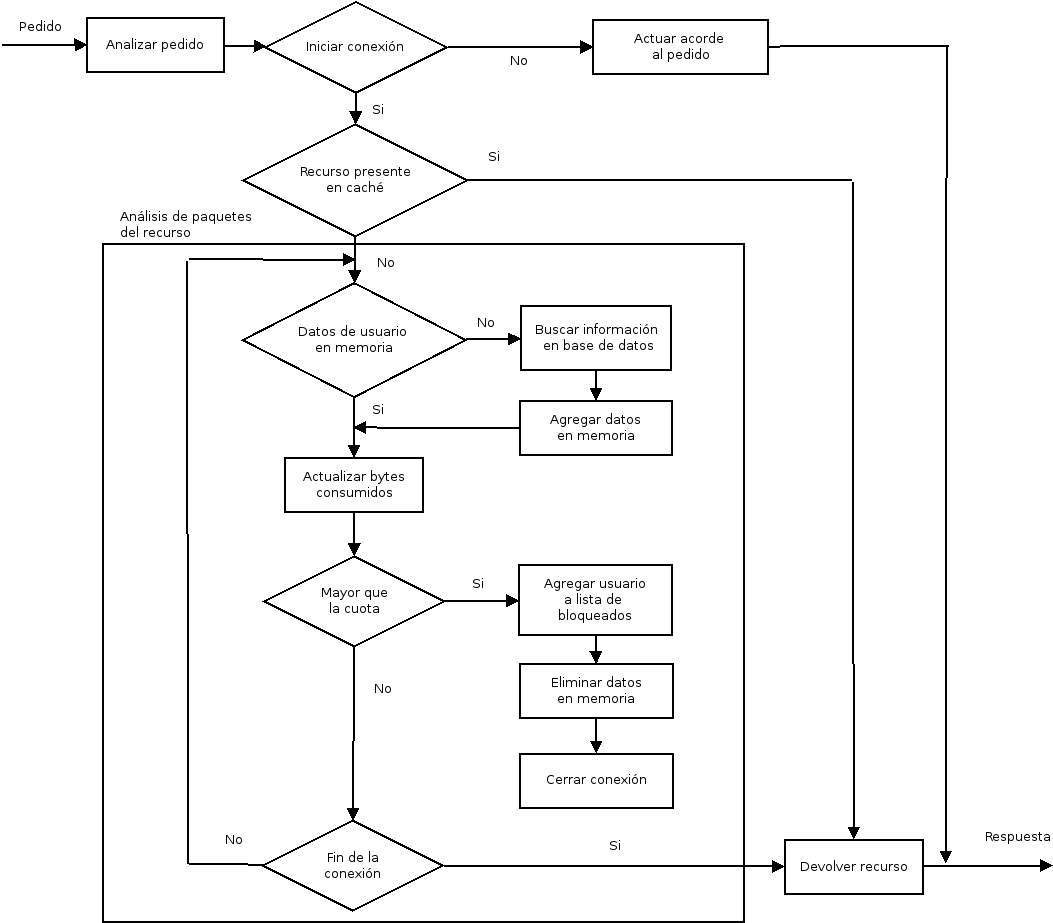 Pedido
Analizar pedido
Iniciar conexión
No
Actuar acorde
al pedido
Si
Recurso presente
en caché
Si
Análisis de paquetes
del recurso
No
Datos de usuario
en memoria
No
Buscar información
en base de datos
Si
Agregar datos
en memoria
Actualizar bytes
consumidos
Mayor que
la cuota
Si
Agregar usuario
a lista de
bloqueados
No
Eliminar datos
en memoria
Cerrar conexión
No
Fin de la
conexión
Si
Devolver recurso
Respuesta